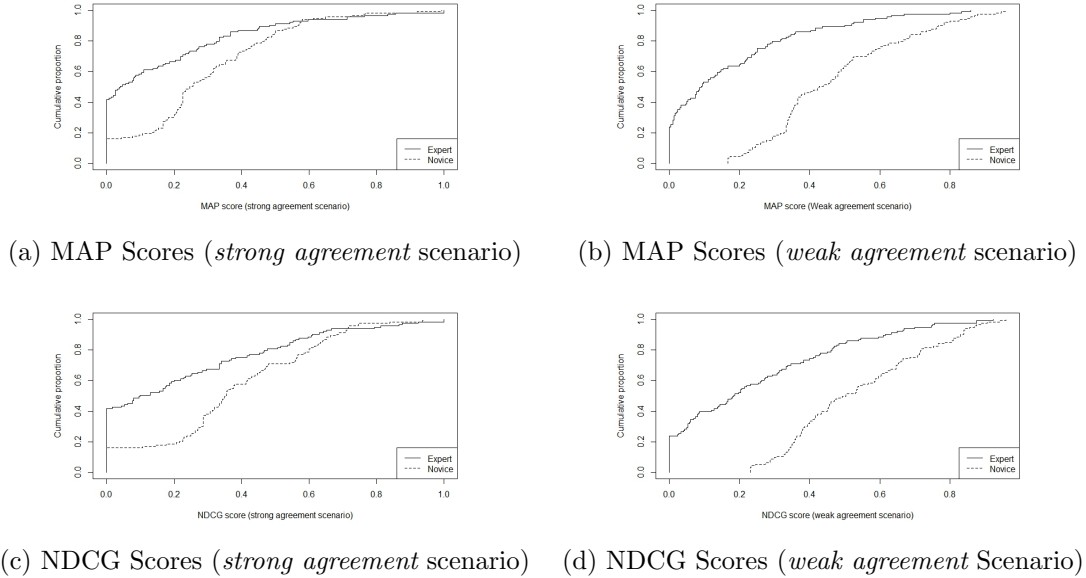 Cumulative proportion
0.0 0.2 0.4 0.6 0.8 1.0
Expert
Novice
0.0 0.2 0.4 0.6 0.8 1.0
MAP score (strong agreement scenario)
(a) MAP Scores (strong agreement scenario)
Cumulative proportion
0.0 0.2 0.4 0.6 0.8 1.0
Expert
Novice
0.0 0.2 0.4 0.6 0.8
MAP score (Weak agreement scenario)
(b) MAP Scores (weak agreement scenario)
Cumulative proportion
0.0 0.2 0.4 0.6 0.8 1.0
Expert
Novice
0.0 0.2 0.4 0.6 0.8 1.0
NDCG score (strong agreement scenario)
(c) NDCG Scores (strong agreement scenario)
Cumulative proportion
0.0 0.2 0.4 0.6 0.8 1.0
Expert
Novice
0.0 0.2 0.4 0.6 0.8
NDCG score (weak agreement scenario)
(d) NDCG Scores (weak agreement Scenario)